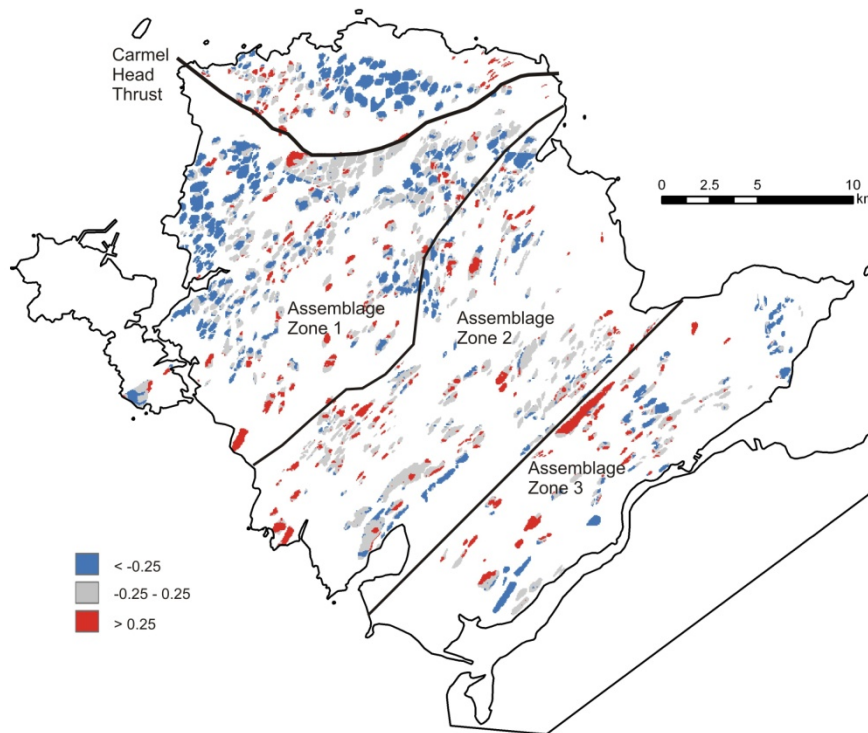 Carmel
Head
Thrust
0 2.5 5 10
km
Assemblage
Zone 1
Assemblage
Zone 2
Assemblage
Zone 3
< -0.25
-0.25 - 0.25
> 0.25